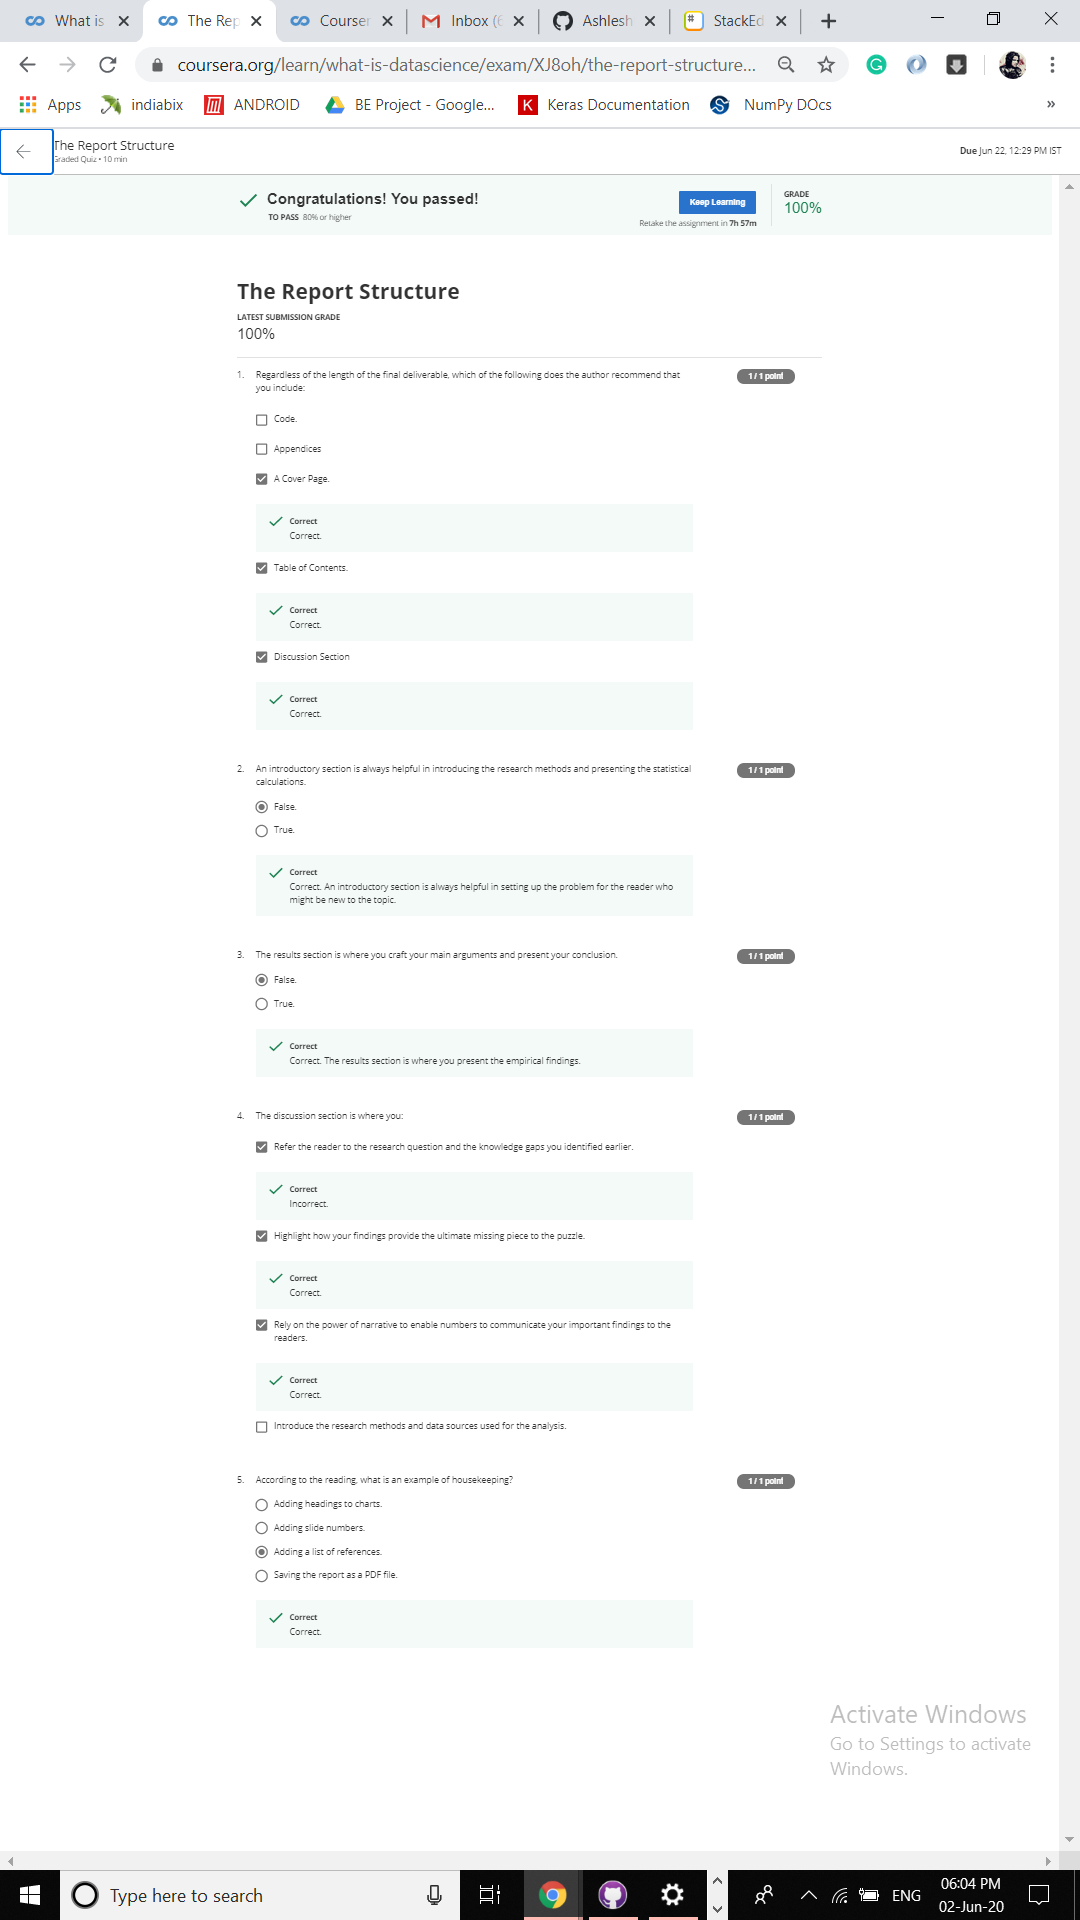 What is
The Rep
Courser
Inbox (6
Ashlesh
StackEd
coursera.org/learn/what-is-datascience/exam/XJ8oh/the-report-structure...
Apps
indiabix
ANDROID
BE Project - Google...
Keras Documentation
NumPy DOcs
»
The Report Structure
Graded Quiz • 10 min
Due Jun 22, 12:29 PM IST
Congratulations! You passed!
TO PASS 80% or higher
Keep Learning
Retake the assignment in 7h 57m
GRADE
100%
The Report Structure
LATEST SUBMISSION GRADE
100%
1. Regardless of the length of the final deliverable, which of the following does the author recommend that
you include:
1 / 1 point
Code.
Appendices
A Cover Page.
Correct
Correct.
Table of Contents.
Correct
Correct.
Discussion Section
Correct
Correct.
2. An introductory section is always helpful in introducing the research methods and presenting the statistical
calculations.
1 / 1 point
False.
True.
Correct
Correct. An introductory section is always helpful in setting up the problem for the reader who
might be new to the topic.
3. The results section is where you craft your main arguments and present your conclusion.
1 / 1 point
False.
True.
Correct
Correct. The results section is where you present the empirical findings.
4. The discussion section is where you:
1 / 1 point
Refer the reader to the research question and the knowledge gaps you identified earlier.
Correct
Incorrect.
Highlight how your findings provide the ultimate missing piece to the puzzle.
Correct
Correct.
Rely on the power of narrative to enable numbers to communicate your important findings to the
readers.
Correct
Correct.
Introduce the research methods and data sources used for the analysis.
5. According to the reading, what is an example of housekeeping?
1 / 1 point
Adding headings to charts.
Adding slide numbers.
Adding a list of references.
Saving the report as a PDF file.
Correct
Correct.
Activate Windows
Go to Settings to activate
Windows.
Type here to search
ENG
06:04 PM
02-Jun-20